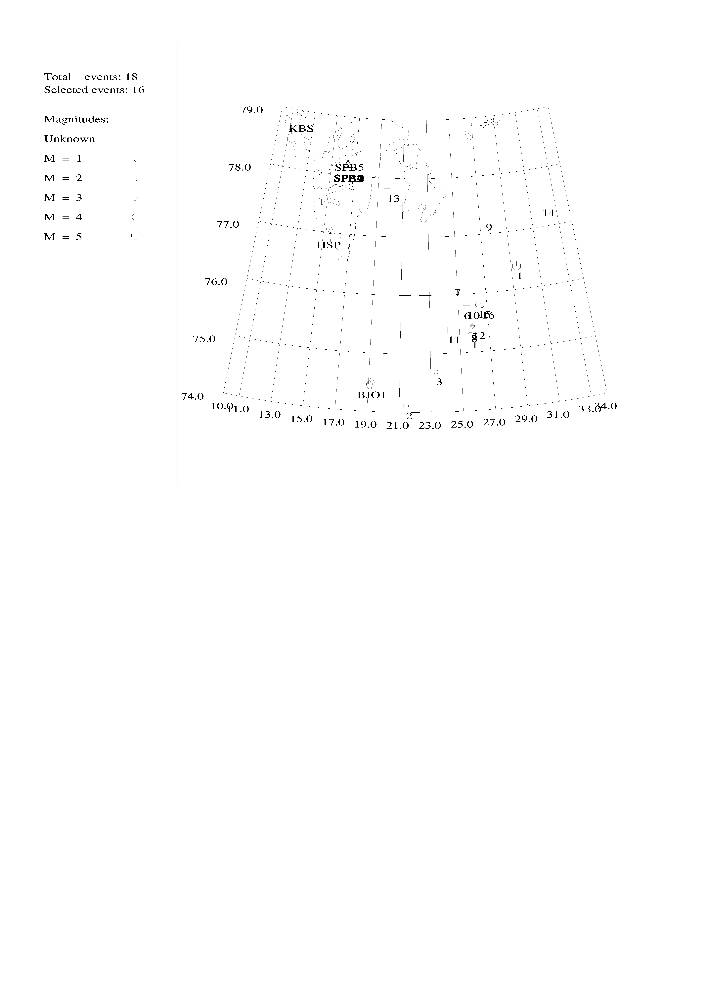 Total events: 18
Selected events: 16
Magnitudes:
Unknown
M = 1
M = 2
M = 3
M = 4
M = 5
79.0
78.0
77.0
76.0
75.0
74.0
KBS
SPB5
13
14
9
HSP
1
7
6
10
15
16
12
11
4
3
BJO1
2
10.0
11.0
13.0
15.0
17.0
19.0
21.0
23.0
25.0
27.0
29.0
31.0
33.0
34.0